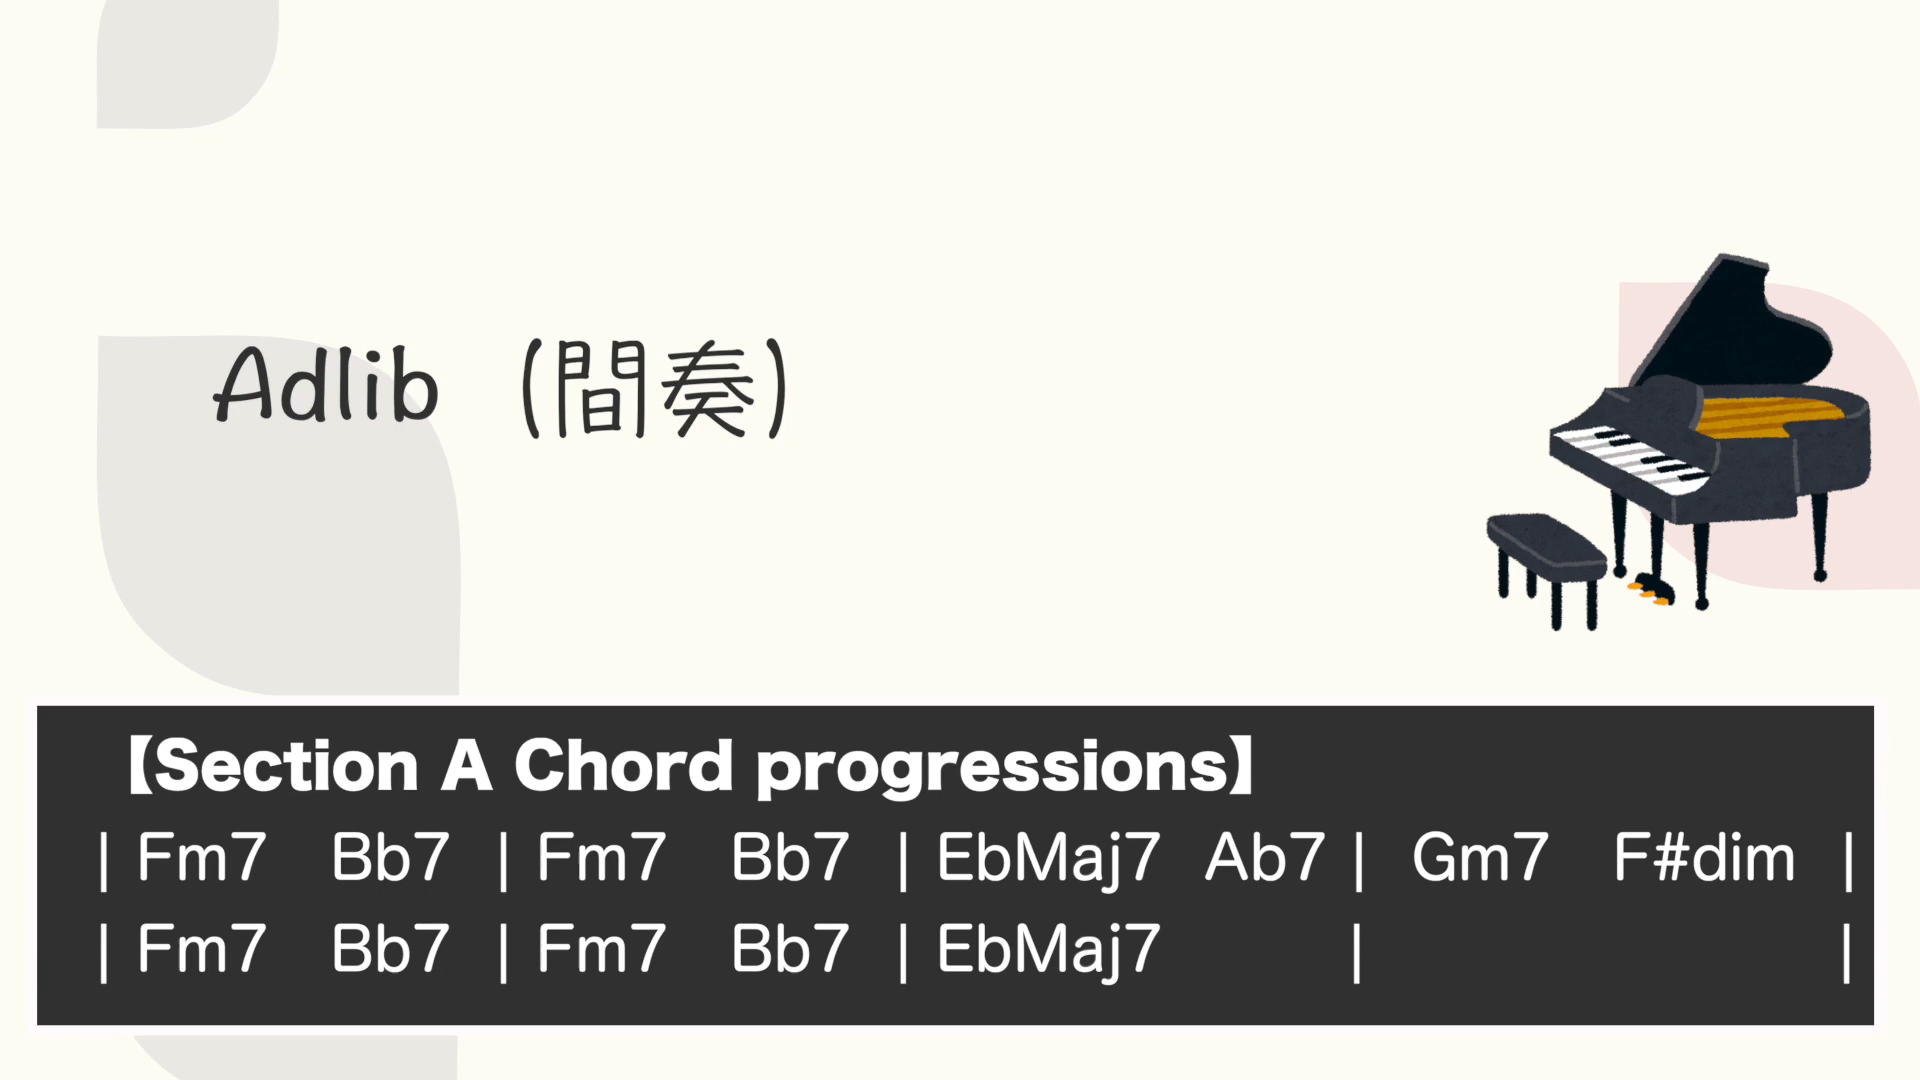 Adlib (間奏)
【Section A Chord progressions】
| Fm7 Bb7 | Fm7 Bb7 | EbMaj7 Ab7 | Gm7 F#dim |
| Fm7 Bb7 | Fm7 Bb7 | EbMaj7 | |